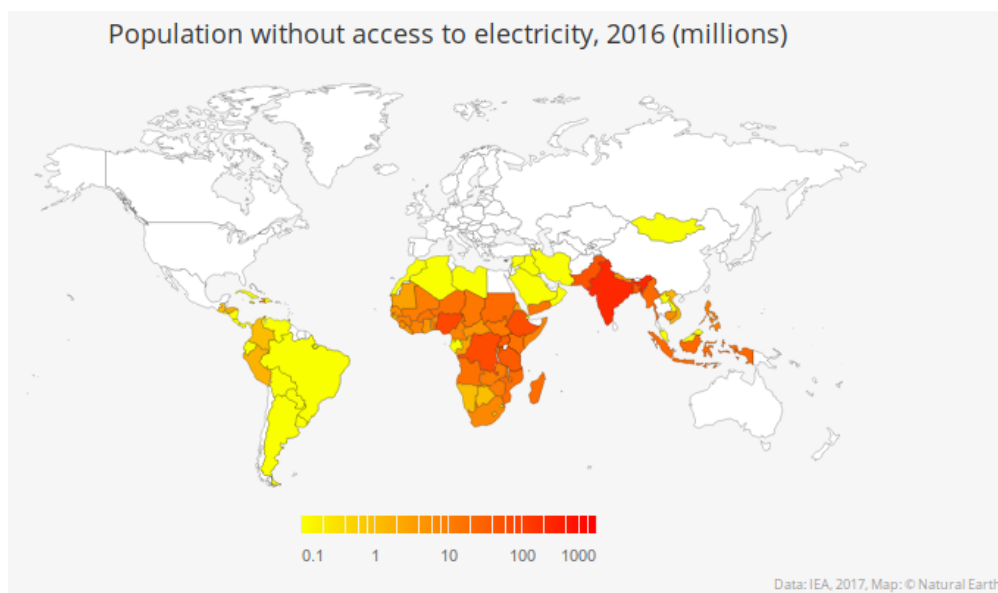 Population without access to electricity, 2016 (millions)
0.1 1 10 100 1000
Data: IEA, 2017, Map: © Natural Earth